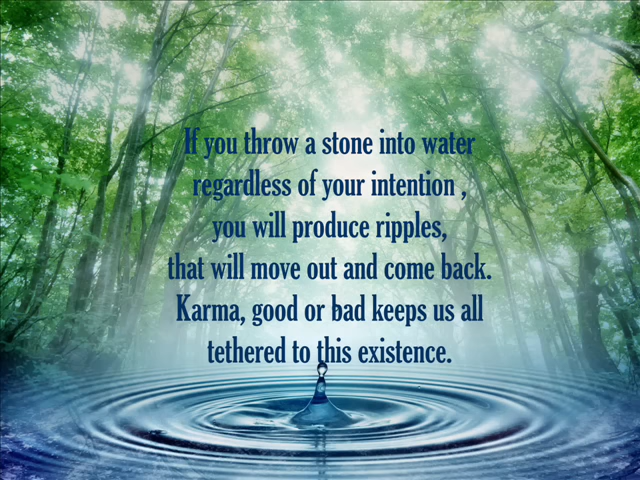 If you throw a stone into water
regardless of your intention ,
you will produce ripples,
that will move out and come back.
Karma, good or bad keeps us all
tethered to this existence.